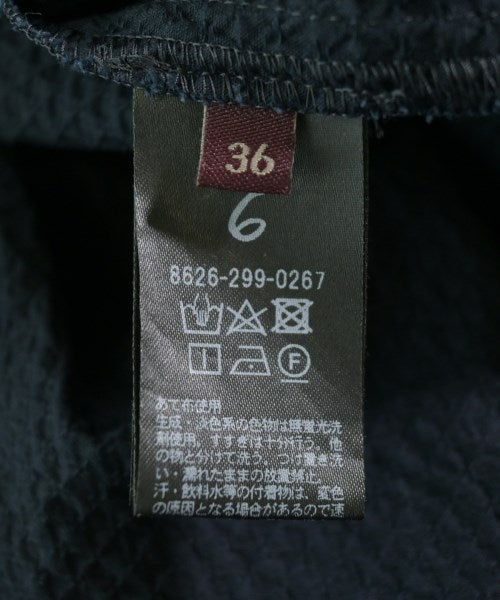 36
6
8626-299-0267
F
あて布使用
生成・淡色系の色物は無蛍光洗
剤使用。すすぎは十分行う。他
の物とわけて洗う。つけ置き洗
い・濡れたままの放置禁止。
汗・飲料水等の付着物は、変色
の原因となる場合があるので速